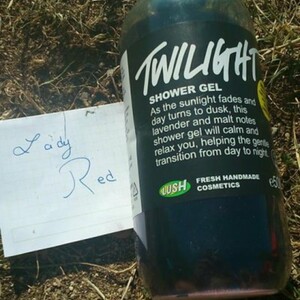 Lady
Red
TWILIGHT
SHOWER GEL
As the sunlight fades and
day turns to dusk, this
lavender and malt notes
shower gel will calm and
relax you, helping the gentle
transition from day to night.
LUSH
FRESH HANDMADE
COSMETICS